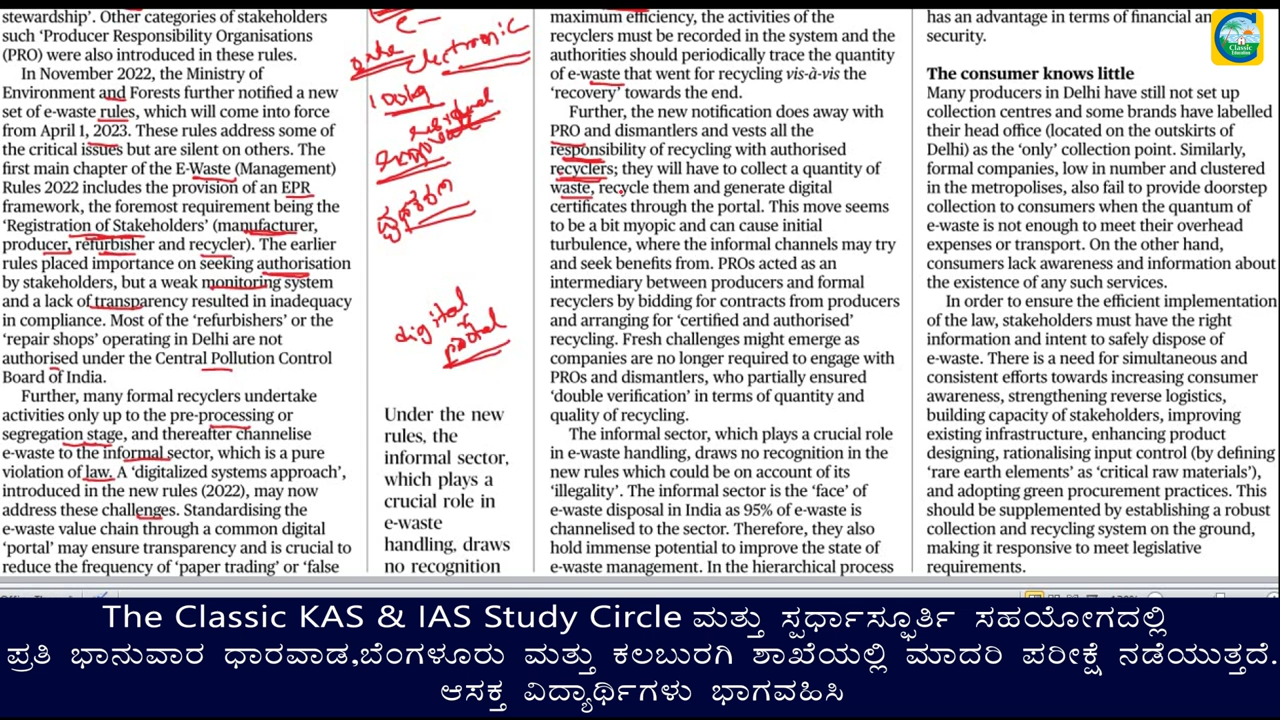 stewardship’. Other categories of stakeholders
such ‘Producer Responsibility Organisations
(PRO) were also introduced in these rules.
In November 2022, the Ministry of
Environment and Forests further notified a new
set of e-waste rules, which will come into force
from April 1, 2023. These rules address some of
the critical issues but are silent on others. The
first main chapter of the E-Waste (Management)
Rules 2022 includes the provision of an EPR
framework, the foremost requirement being the
‘Registration of Stakeholders’ (manufacturer,
producer, refurbisher and recycler). The earlier
rules placed importance on seeking authorisation
by stakeholders, but a weak monitoring system
and a lack of transparency resulted in inadequacy
in compliance. Most of the ‘refurbishers’ or the
‘repair shops’ operating in Delhi are not
authorised under the Central Pollution Control
Board of India.
Further, many formal recyclers undertake
activities only up to the pre-processing or
segregation stage, and thereafter channelise
e-waste to the informal sector, which is a pure
violation of law. A ‘digitalized systems approach’,
introduced in the new rules (2022), may now
address these challenges. Standardising the
e-waste value chain through a common digital
‘portal’ may ensure transparency and is crucial to
reduce the frequency of ‘paper trading’ or ‘false
e-
electronic
100kg
digital
portal
Under the new
rules, the
informal sector,
which plays a
crucial role in
e-waste
handling, draws
no recognition
maximum efficiency, the activities of the
recyclers must be recorded in the system and the
authorities should periodically trace the quantity
of e-waste that went for recycling vis-à-vis the
‘recovery’ towards the end.
Further, the new notification does away with
PRO and dismantlers and vests all the
responsibility of recycling with authorised
recyclers; they will have to collect a quantity of
waste, recycle them and generate digital
certificates through the portal. This move seems
to be a bit myopic and can cause initial
turbulence, where the informal channels may try
and seek benefits from. PROs acted as an
intermediary between producers and formal
recyclers by bidding for contracts from producers
and arranging for ‘certified and authorised’
recycling. Fresh challenges might emerge as
companies are no longer required to engage with
PROs and dismantlers, who partially ensured
‘double verification’ in terms of quantity and
quality of recycling.
The informal sector, which plays a crucial role
in e-waste handling, draws no recognition in the
new rules which could be on account of its
‘illegality’. The informal sector is the ‘face’ of
e-waste disposal in India as 95% of e-waste is
channelised to the sector. Therefore, they also
hold immense potential to improve the state of
e-waste management. In the hierarchical process
has an advantage in terms of financial an
security.
The consumer knows little
Many producers in Delhi have still not set up
collection centres and some brands have labelled
their head office (located on the outskirts of
Delhi) as the ‘only’ collection point. Similarly,
formal companies, low in number and clustered
in the metropolises, also fail to provide doorstep
collection to consumers when the quantum of
e-waste is not enough to meet their overhead
expenses or transport. On the other hand,
consumers lack awareness and information about
the existence of any such services.
In order to ensure the efficient implementation
of the law, stakeholders must have the right
information and intent to safely dispose of
e-waste. There is a need for simultaneous and
consistent efforts towards increasing consumer
awareness, strengthening reverse logistics,
building capacity of stakeholders, improving
existing infrastructure, enhancing product
designing, rationalising input control (by defining
‘rare earth elements’ as ‘critical raw materials’),
and adopting green procurement practices. This
should be supplemented by establishing a robust
collection and recycling system on the ground,
making it responsive to meet legislative
requirements.
Classic
Education
The Classic KAS & IAS Study Circle ಮತ್ತು ಸ್ಪರ್ಧಾಸ್ಫೂರ್ತಿ ಸಹಯೋಗದಲ್ಲಿ
ಪ್ರತಿ ಭಾನುವಾರ ಧಾರವಾಡ,ಬೆಂಗಳೂರು ಮತ್ತು ಕಲಬುರಗಿ ಶಾಖೆಯಲ್ಲಿ ಮಾದರಿ ಪರೀಕ್ಷೆ ನಡೆಯುತ್ತದೆ.
ಆಸಕ್ತ ವಿದ್ಯಾರ್ಥಿಗಳು ಭಾಗವಹಿಸಿ